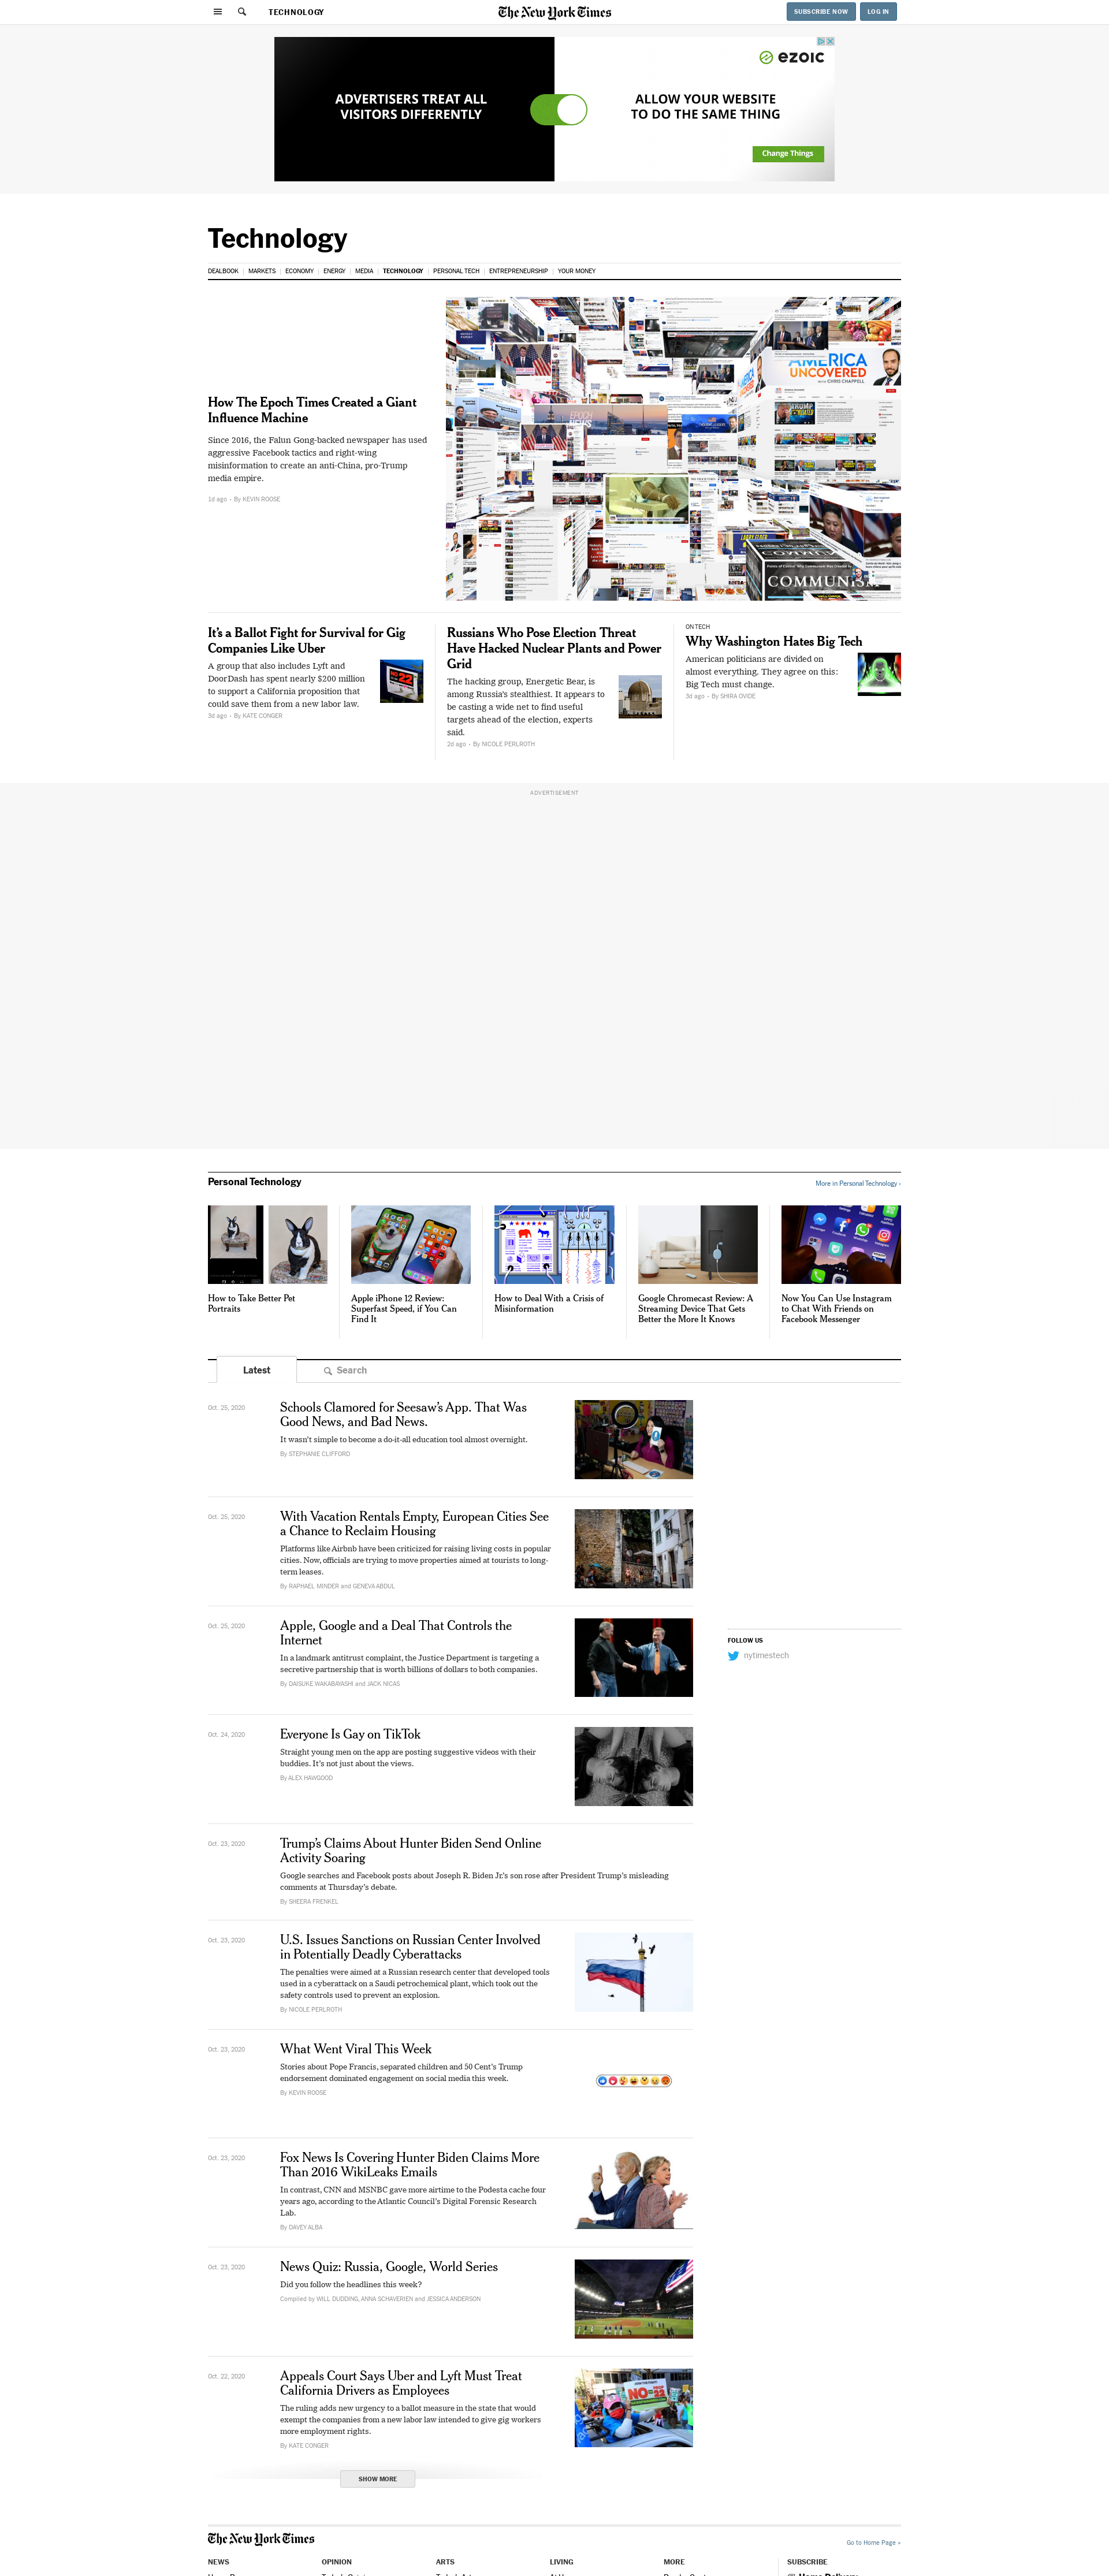 TECHNOLOGY
The New York Times
SUBSCRIBE NOW
LOG IN
ADVERTISERS TREAT ALL
VISITORS DIFFERENTLY
EZOIC
ALLOW YOUR WEBSITE
TO DO THE SAME THING
Change Things
Technology
DEALBOOK
MARKETS
ECONOMY
ENERGY
MEDIA
TECHNOLOGY
PERSONAL TECH
ENTREPRENEURSHIP
YOUR MONEY
How The Epoch Times Created a Giant
Influence Machine
Since 2016, the Falun Gong-backed newspaper has used
aggressive Facebook tactics and right-wing
misinformation to create an anti-China, pro-Trump
media empire.
1d ago • By KEVIN ROOSE
AMERICA
UNCOVERED
WITH CHRIS CHAPPELL
COMMUNISM
It’s a Ballot Fight for Survival for Gig
Companies Like Uber
A group that also includes Lyft and
DoorDash has spent nearly $200 million
to support a California proposition that
could save them from a new labor law.
3d ago • By KATE CONGER
22
Russians Who Pose Election Threat
Have Hacked Nuclear Plants and Power
Grid
The hacking group, Energetic Bear, is
among Russia’s stealthiest. It appears to
be casting a wide net to find useful
targets ahead of the election, experts
said.
2d ago • By NICOLE PERLROTH
ON TECH
Why Washington Hates Big Tech
American politicians are divided on
almost everything. They agree on this:
Big Tech must change.
3d ago • By SHIRA OVIDE
ADVERTISEMENT
Personal Technology
More in Personal Technology ›
How to Take Better Pet
Portraits
Apple iPhone 12 Review:
Superfast Speed, if You Can
Find It
How to Deal With a Crisis of
Misinformation
Google Chromecast Review: A
Streaming Device That Gets
Better the More It Knows
Now You Can Use Instagram
to Chat With Friends on
Facebook Messenger
Latest
Search
Oct. 25, 2020
Schools Clamored for Seesaw’s App. That Was
Good News, and Bad News.
It wasn’t simple to become a do-it-all education tool almost overnight.
By STEPHANIE CLIFFORD
Oct. 25, 2020
With Vacation Rentals Empty, European Cities See
a Chance to Reclaim Housing
Platforms like Airbnb have been criticized for raising living costs in popular
cities. Now, officials are trying to move properties aimed at tourists to long-
term leases.
By RAPHAEL MINDER and GENEVA ABDUL
Oct. 25, 2020
Apple, Google and a Deal That Controls the
Internet
In a landmark antitrust complaint, the Justice Department is targeting a
secretive partnership that is worth billions of dollars to both companies.
By DAISUKE WAKABAYASHI and JACK NICAS
FOLLOW US
nytimestech
Oct. 24, 2020
Everyone Is Gay on TikTok
Straight young men on the app are posting suggestive videos with their
buddies. It’s not just about the views.
By ALEX HAWGOOD
Oct. 23, 2020
Trump’s Claims About Hunter Biden Send Online
Activity Soaring
Google searches and Facebook posts about Joseph R. Biden Jr.’s son rose after President Trump’s misleading
comments at Thursday’s debate.
By SHEERA FRENKEL
Oct. 23, 2020
U.S. Issues Sanctions on Russian Center Involved
in Potentially Deadly Cyberattacks
The penalties were aimed at a Russian research center that developed tools
used in a cyberattack on a Saudi petrochemical plant, which took out the
safety controls used to prevent an explosion.
By NICOLE PERLROTH
Oct. 23, 2020
What Went Viral This Week
Stories about Pope Francis, separated children and 50 Cent’s Trump
endorsement dominated engagement on social media this week.
By KEVIN ROOSE
Oct. 23, 2020
Fox News Is Covering Hunter Biden Claims More
Than 2016 WikiLeaks Emails
In contrast, CNN and MSNBC gave more airtime to the Podesta cache four
years ago, according to the Atlantic Council’s Digital Forensic Research
Lab.
By DAVEY ALBA
Oct. 23, 2020
News Quiz: Russia, Google, World Series
Did you follow the headlines this week?
Compiled by WILL DUDDING, ANNA SCHAVERIEN and JESSICA ANDERSON
Oct. 22, 2020
Appeals Court Says Uber and Lyft Must Treat
California Drivers as Employees
The ruling adds new urgency to a ballot measure in the state that would
exempt the companies from a new labor law intended to give gig workers
more employment rights.
By KATE CONGER
NO
22
SHOW MORE
The New York Times
Go to Home Page »
NEWS
OPINION
ARTS
LIVING
MORE
SUBSCRIBE